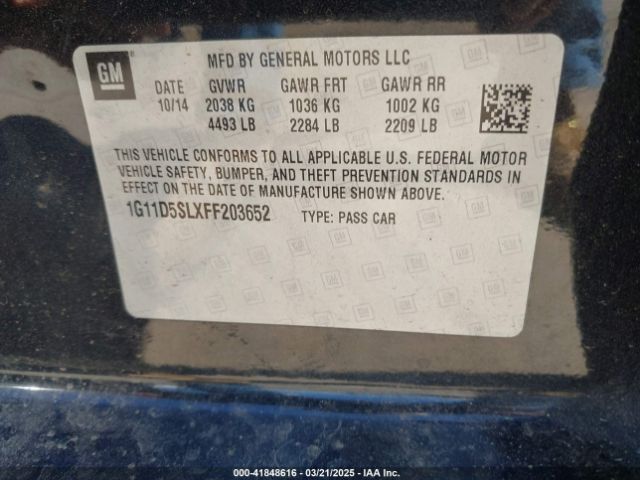 GM
MFD BY GENERAL MOTORS LLC
DATE GVWR GAWR FRT GAWR RR
10/14 2038 KG 1036 KG 1002 KG
4493 LB 2284 LB 2209 LB
THIS VEHICLE CONFORMS TO ALL APPLICABLE U.S. FEDERAL MOTOR
VEHICLE SAFETY, BUMPER, AND THEFT PREVENTION STANDARDS IN
EFFECT ON THE DATE OF MANUFACTURE SHOWN ABOVE.
1G11D5SLXFF203652 TYPE: PASS CAR
000-41848616 — 03/21/2025 — IAA Inc.